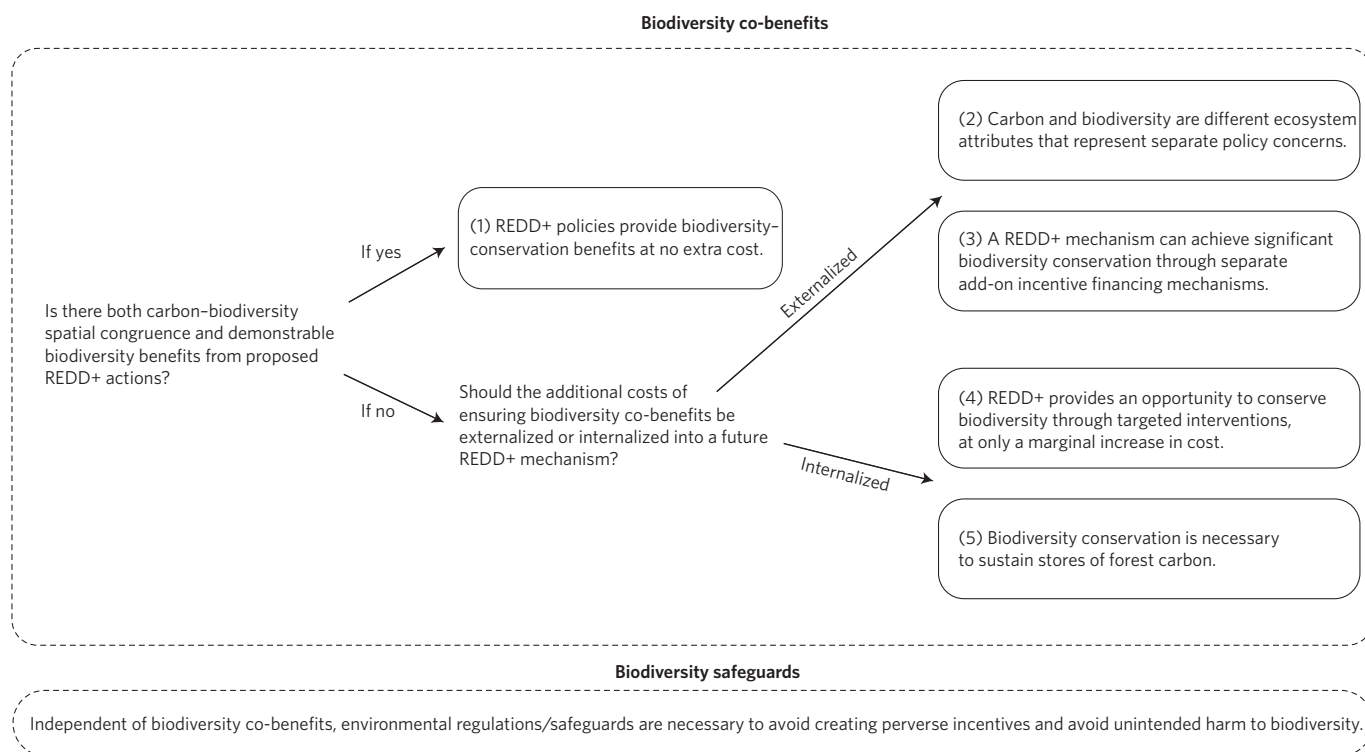 Biodiversity co-benefits
Is there both carbon–biodiversity
spatial congruence and demonstrable
biodiversity benefits from proposed
REDD+ actions?
If yes
(1) REDD+ policies provide biodiversity–
conservation benefits at no extra cost.
If no
Should the additional costs of
ensuring biodiversity co-benefits be
externalized or internalized into a future
REDD+ mechanism?
Externalized
(2) Carbon and biodiversity are different ecosystem
attributes that represent separate policy concerns.
(3) A REDD+ mechanism can achieve significant
biodiversity conservation through separate
add-on incentive financing mechanisms.
Internalized
(4) REDD+ provides an opportunity to conserve
biodiversity through targeted interventions,
at only a marginal increase in cost.
(5) Biodiversity conservation is necessary
to sustain stores of forest carbon.
Biodiversity safeguards
Independent of biodiversity co-benefits, environmental regulations/safeguards are necessary to avoid creating perverse incentives and avoid unintended harm to biodiversity.